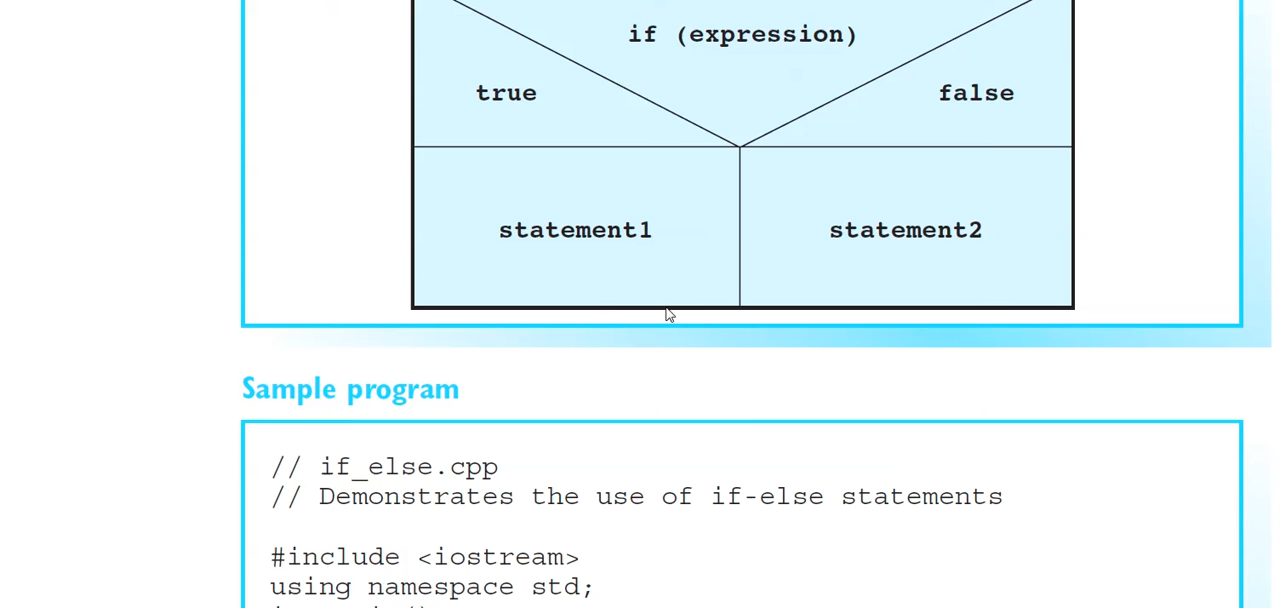 if (expression)
true
false
statement1
statement2
Sample program
// if_else.cpp
// Demonstrates the use of if-else statements
#include <iostream>
using namespace std;